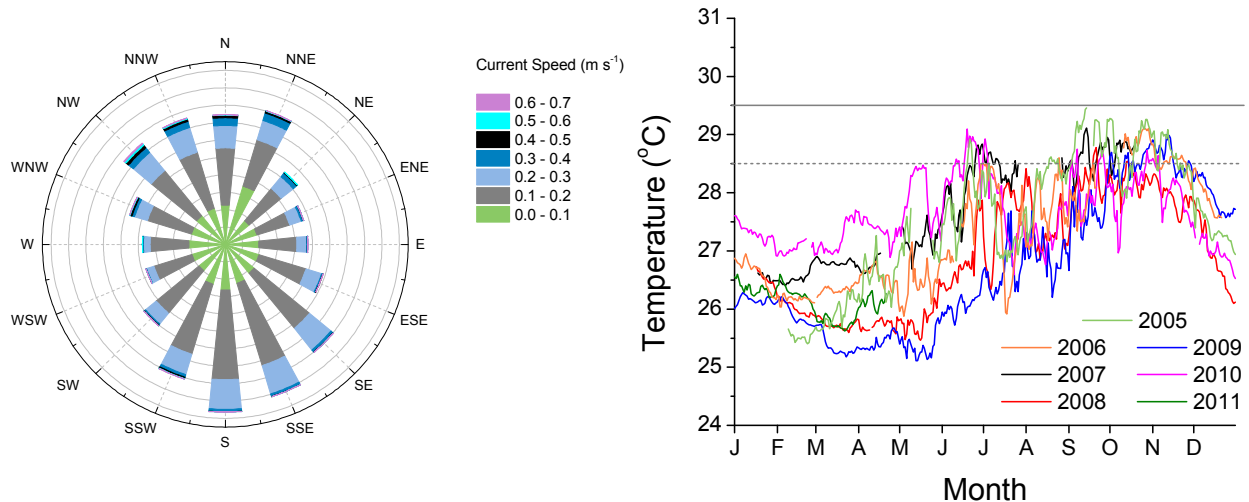 N
NNE
NE
ENE
E
ESE
SE
SSE
S
SSW
SW
WSW
W
WNW
NW
NNW
Current Speed (m s⁻¹)
0.6 - 0.7
0.5 - 0.6
0.4 - 0.5
0.3 - 0.4
0.2 - 0.3
0.1 - 0.2
0.0 - 0.1
Temperature (°C)
31
30
29
28
27
26
25
24
2005
2006 2009
2007 2010
2008 2011
J F M A M J J A S O N D
Month